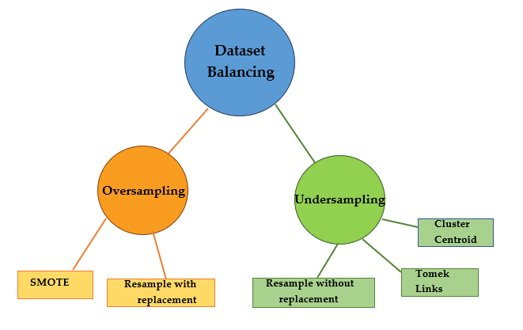 Dataset
Balancing
Oversampling
Undersampling
Cluster
Centroid
SMOTE
Resample with
replacement
Resample without
replacement
Tomek
Links